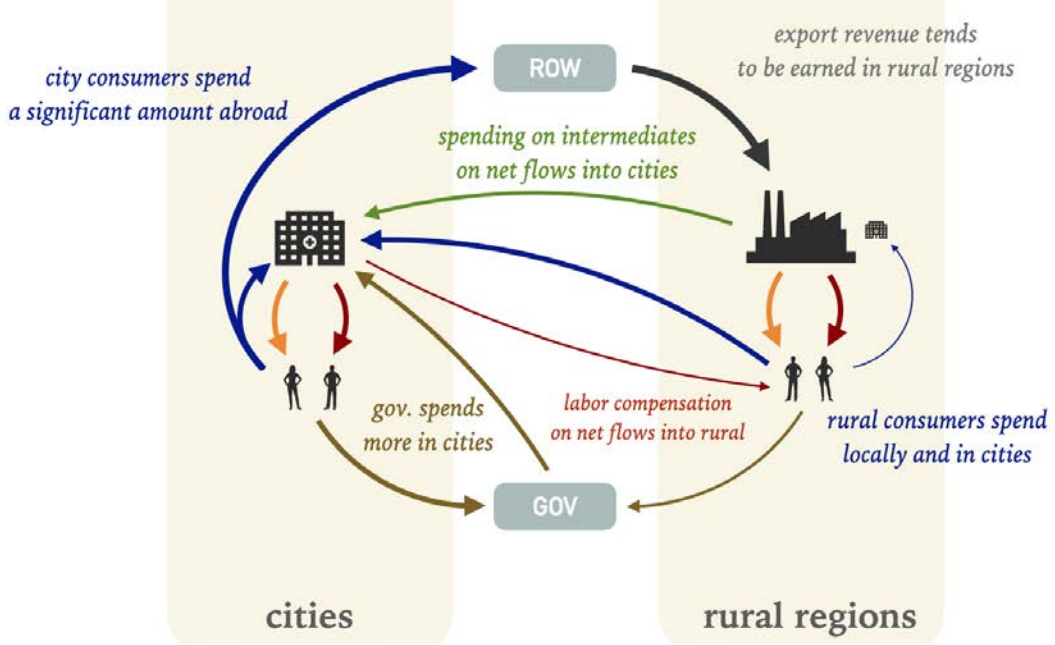 city consumers spend
a significant amount abroad
ROW
export revenue tends
to be earned in rural regions
spending on intermediates
on net flows into cities
gov. spends
more in cities
labor compensation
on net flows into rural
rural consumers spend
locally and in cities
GOV
cities
rural regions